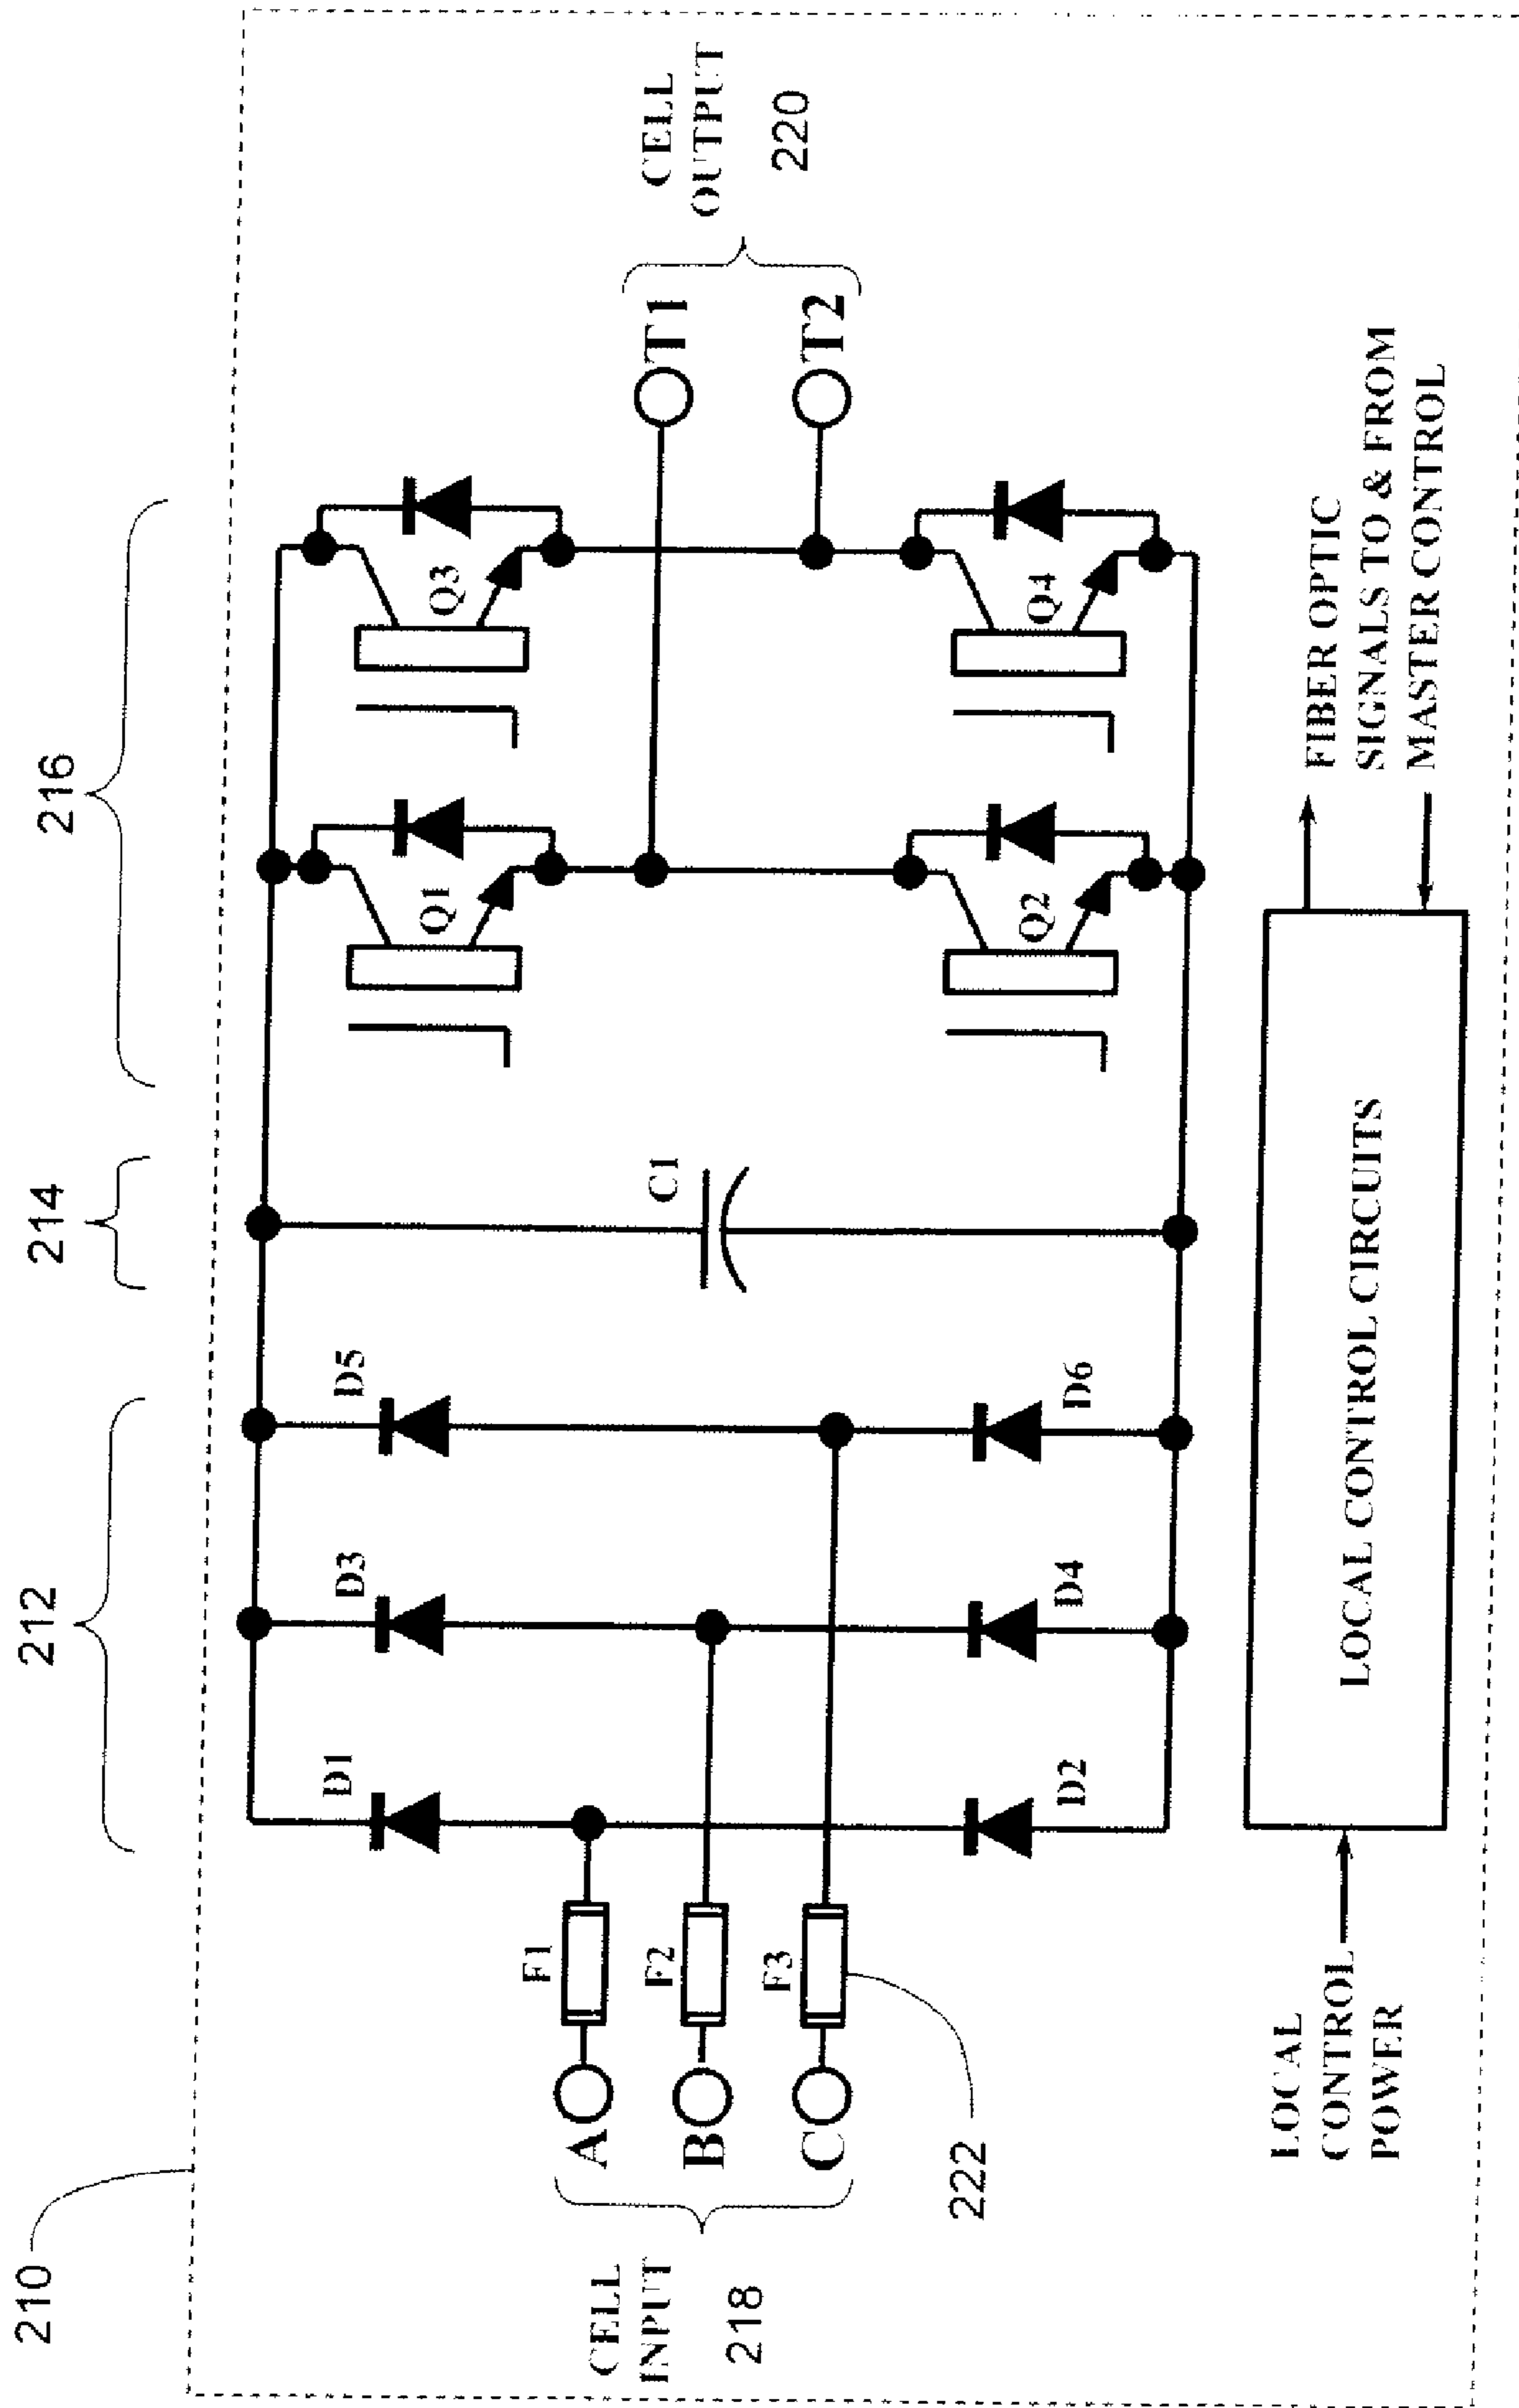 210
212
214
216
D1
D3
D5
C1
Q1
Q3
CELL
INPUT
218
A
B
C
F1
F2
F3
222
T1
T2
CELL
OUTPUT
220
D2
D4
D6
Q2
Q4
LOCAL
CONTROL
POWER
LOCAL CONTROL CIRCUITS
FIBER OPTIC
SIGNALS TO & FROM
MASTER CONTROL